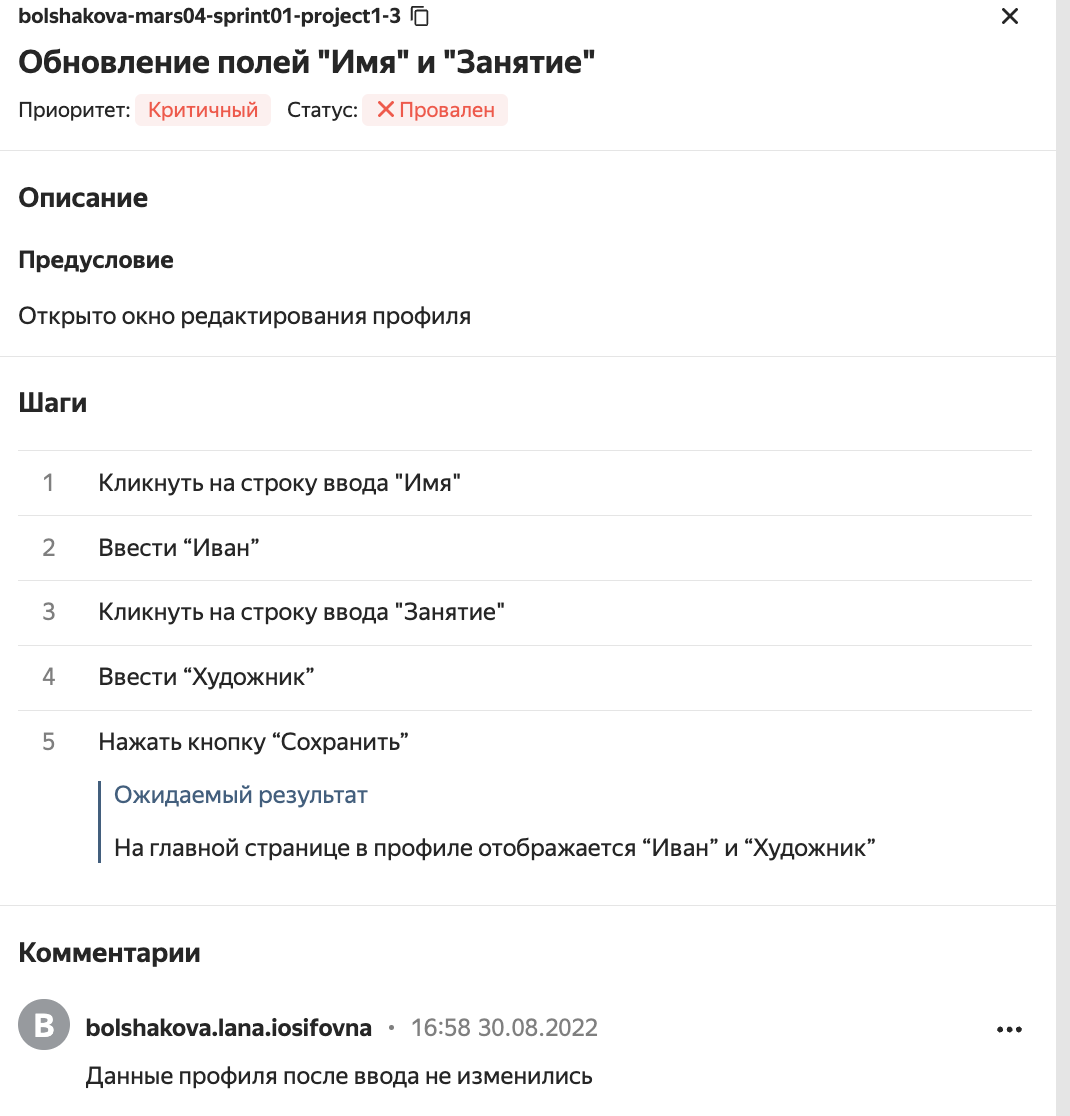 bolshakova-mars04-sprint01-project1-3
Обновление полей "Имя" и "Занятие"
Приоритет: Критичный Статус: Провален
Описание
Предусловие
Открыто окно редактирования профиля
Шаги
1 Кликнуть на строку ввода "Имя"
2 Ввести “Иван”
3 Кликнуть на строку ввода "Занятие"
4 Ввести “Художник”
5 Нажать кнопку “Сохранить”
Ожидаемый результат
На главной странице в профиле отображается “Иван” и “Художник”
Комментарии
B bolshakova.lana.iosifovna • 16:58 30.08.2022
Данные профиля после ввода не изменились